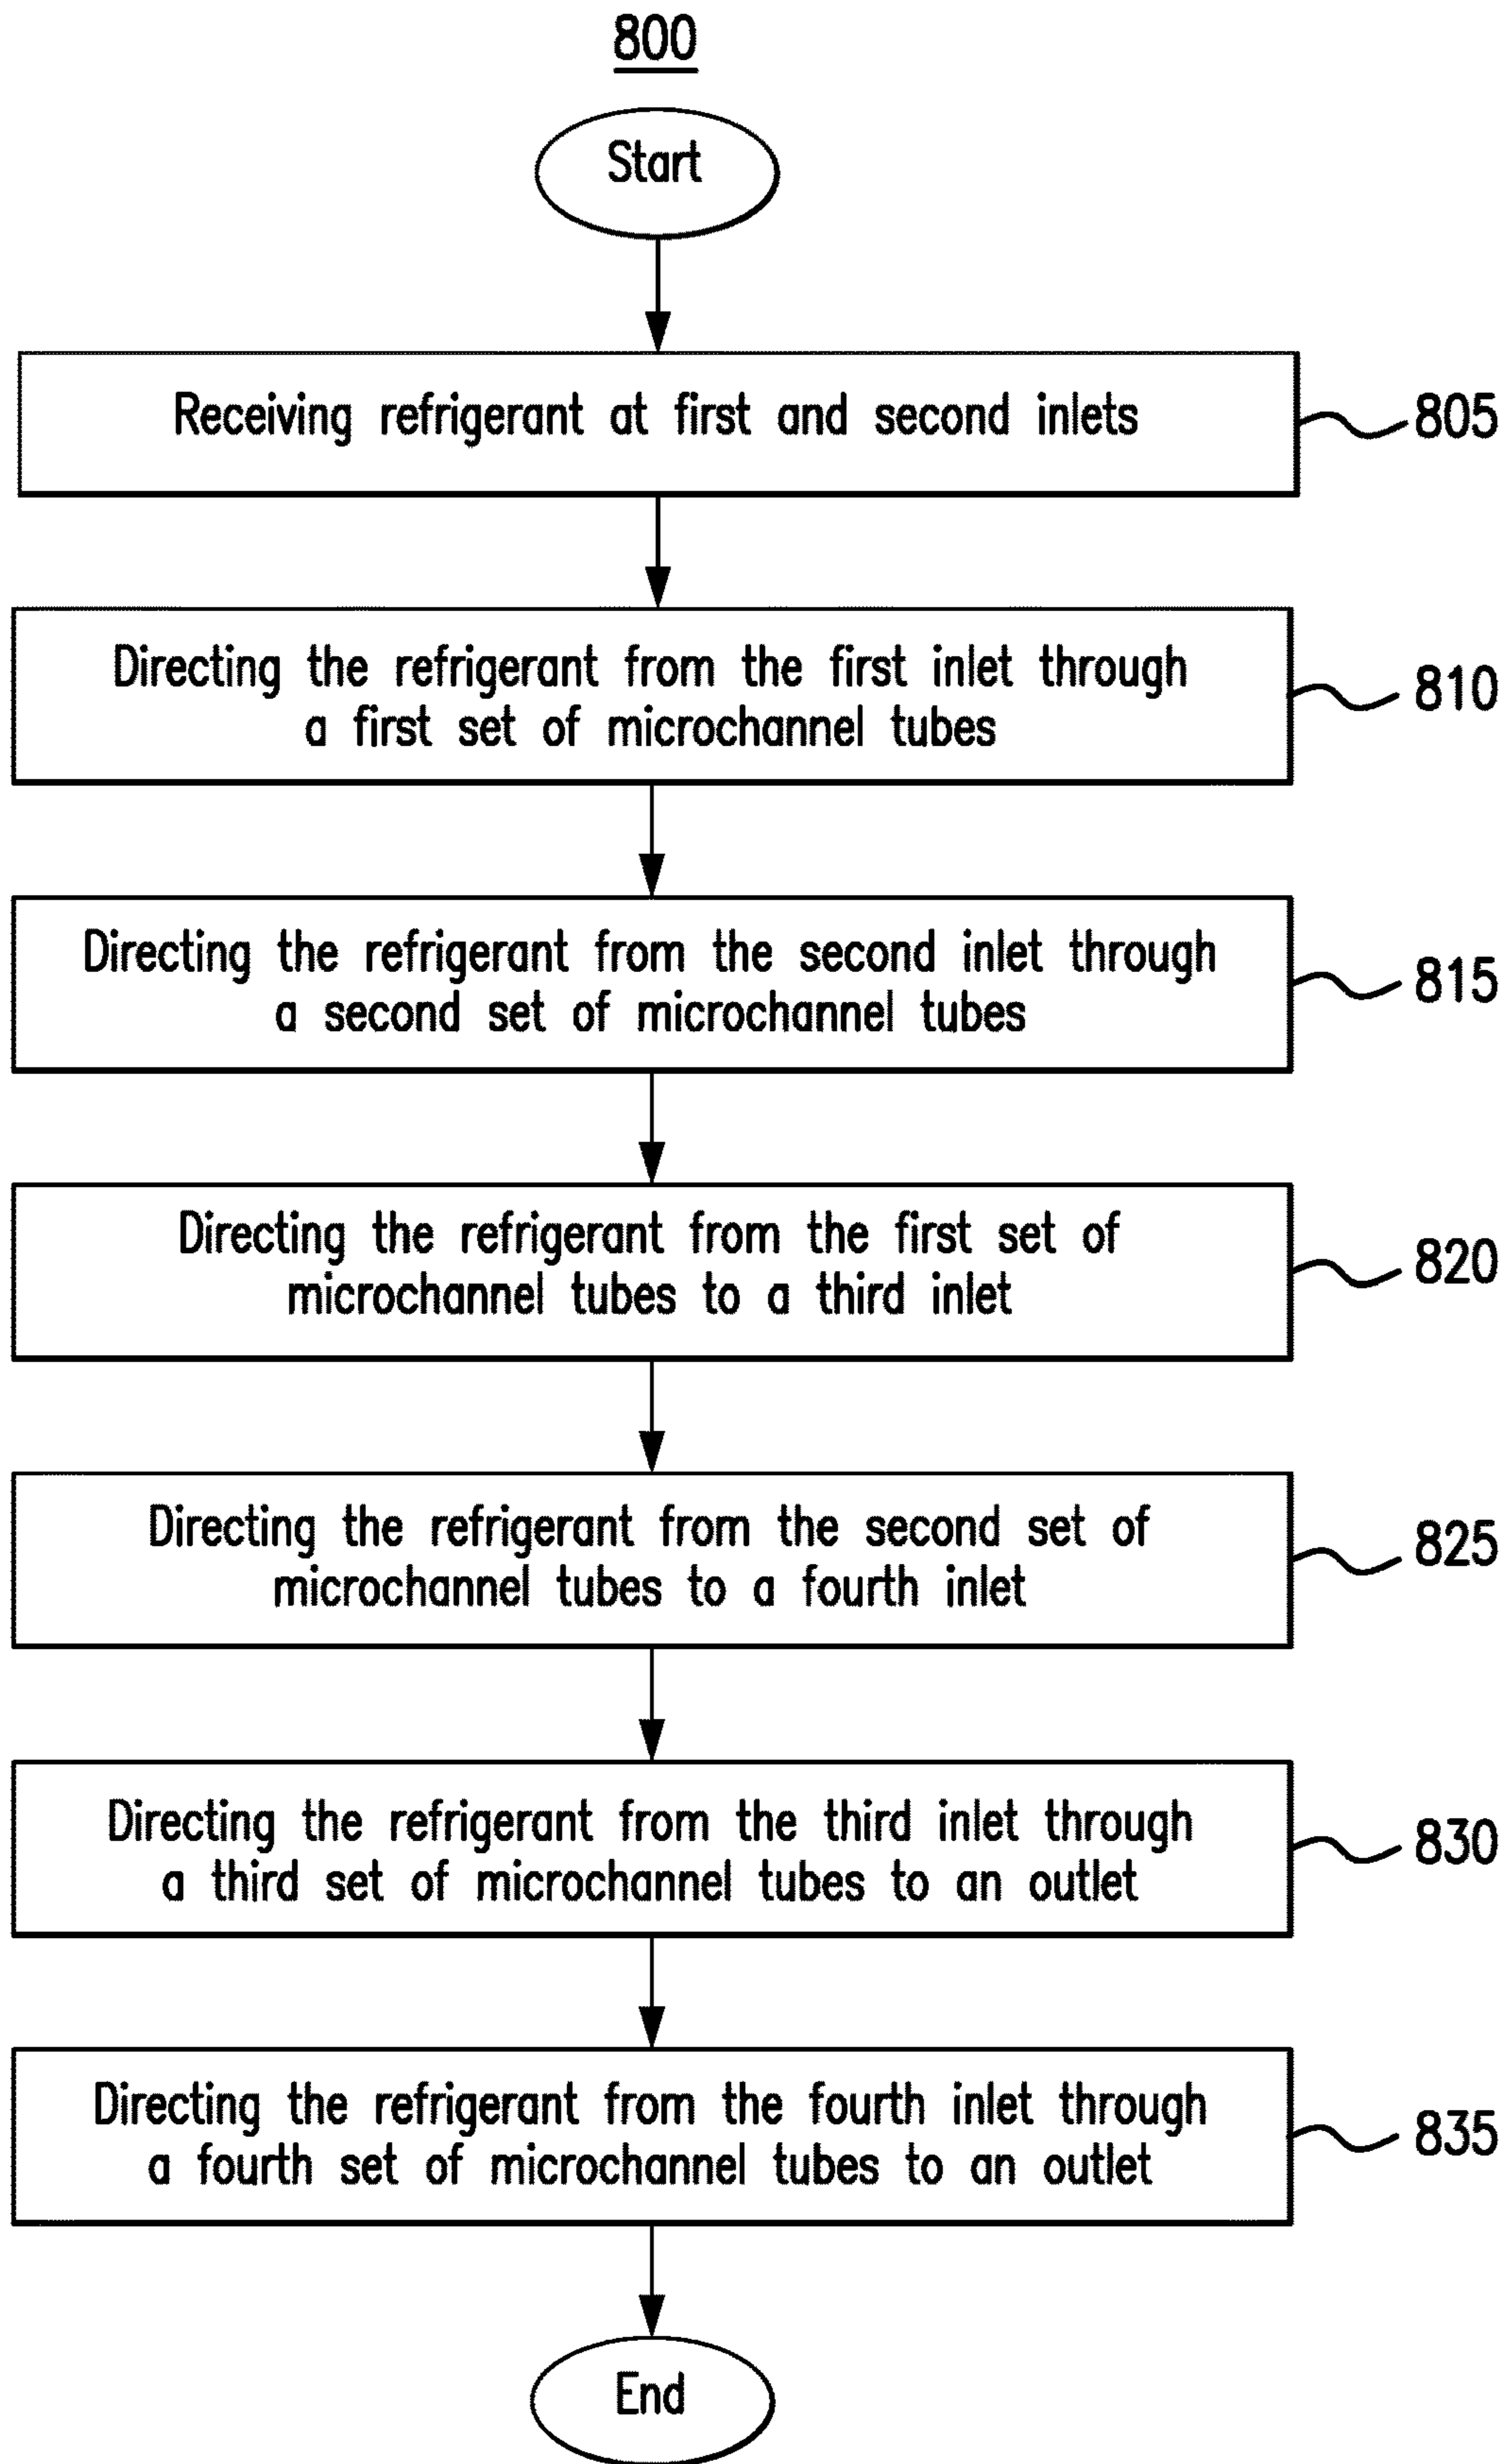 800
Start
Receiving refrigerant at first and second inlets
805
Directing the refrigerant from the first inlet through
a first set of microchannel tubes
810
Directing the refrigerant from the second inlet through
a second set of microchannel tubes
815
Directing the refrigerant from the first set of
microchannel tubes to a third inlet
820
Directing the refrigerant from the second set of
microchannel tubes to a fourth inlet
825
Directing the refrigerant from the third inlet through
a third set of microchannel tubes to an outlet
830
Directing the refrigerant from the fourth inlet through
a fourth set of microchannel tubes to an outlet
835
End